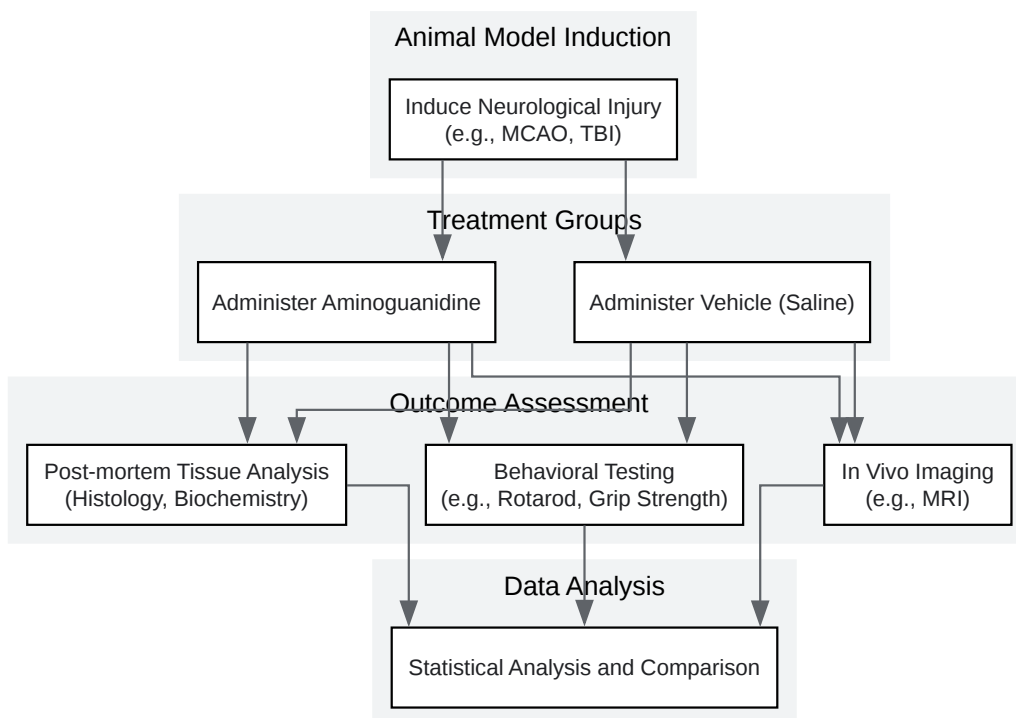 Animal Model Induction
Induce Neurological Injury
(e.g., MCAO, TBI)
Treatment Groups
Administer Aminoguanidine
Administer Vehicle (Saline)
Outcome Assessment
Post-mortem Tissue Analysis
(Histology, Biochemistry)
Behavioral Testing
(e.g., Rotarod, Grip Strength)
In Vivo Imaging
(e.g., MRI)
Data Analysis
Statistical Analysis and Comparison